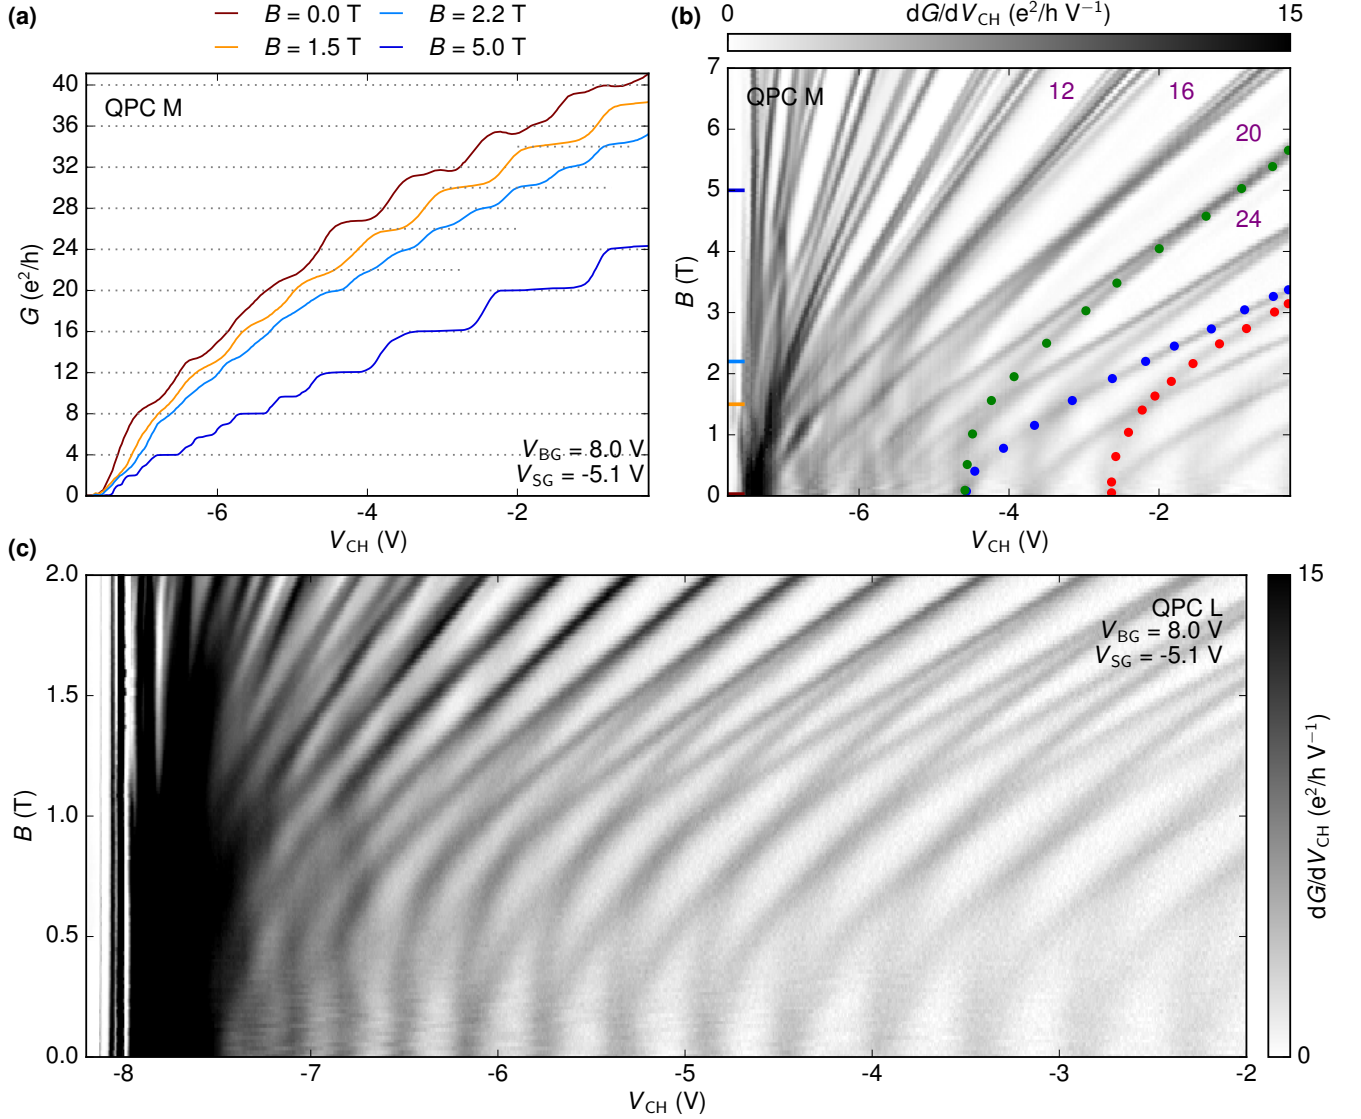 (a)
B = 0.0 T
B = 2.2 T
B = 1.5 T
B = 5.0 T
QPC M
40
36
32
28
24
20
16
12
8
4
0
G (e²/h)
V_BG = 8.0 V
V_SG = -5.1 V
-6
-4
-2
V_CH (V)
(b)
0
dG/dV_CH (e²/h V⁻¹)
15
QPC M
12
16
20
24
7
6
5
4
3
2
1
0
B (T)
-6
-4
-2
V_CH (V)
(c)
2.0
1.5
1.0
0.5
0.0
B (T)
QPC L
V_BG = 8.0 V
V_SG = -5.1 V
-8
-7
-6
-5
-4
-3
-2
V_CH (V)
15
0
dG/dV_CH (e²/h V⁻¹)